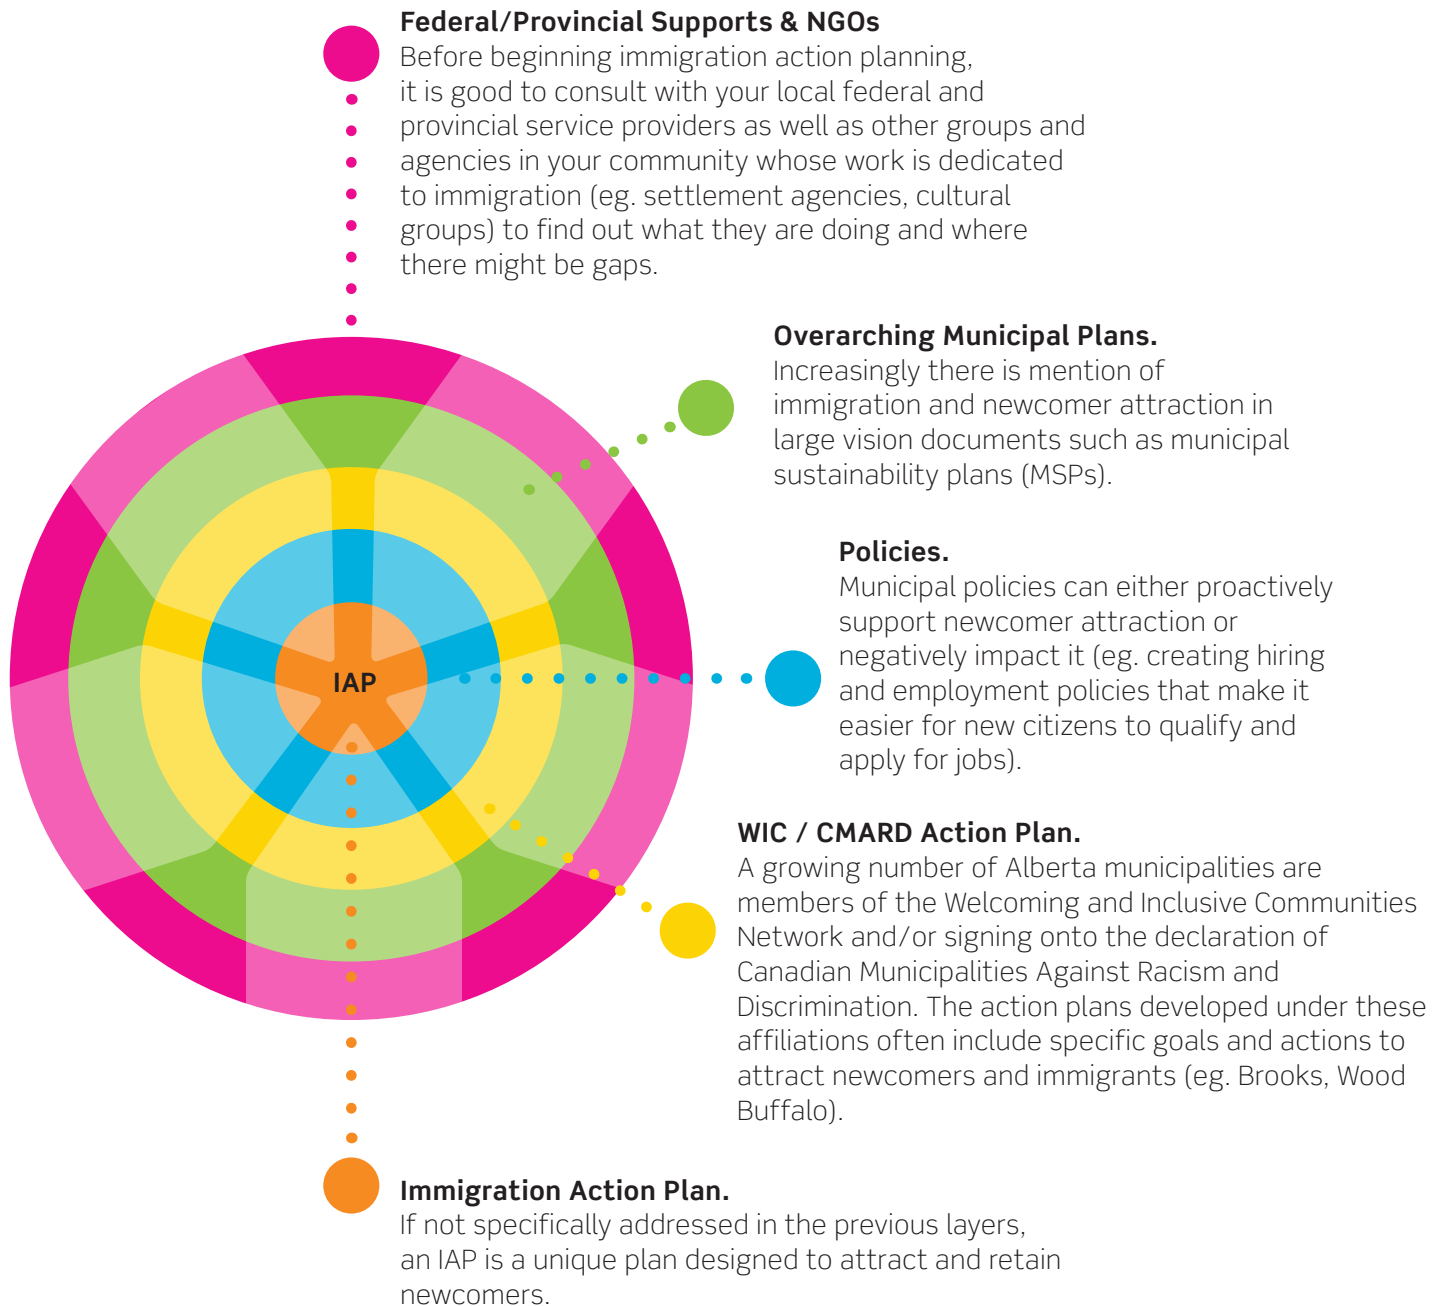 Federal/Provincial Supports & NGOs
Before beginning immigration action planning,
it is good to consult with your local federal and
provincial service providers as well as other groups and
agencies in your community whose work is dedicated
to immigration (eg. settlement agencies, cultural
groups) to find out what they are doing and where
there might be gaps.
Overarching Municipal Plans.
Increasingly there is mention of
immigration and newcomer attraction in
large vision documents such as municipal
sustainability plans (MSPs).
Policies.
Municipal policies can either proactively
support newcomer attraction or
negatively impact it (eg. creating hiring
and employment policies that make it
easier for new citizens to qualify and
apply for jobs).
IAP
WIC / CMARD Action Plan.
A growing number of Alberta municipalities are
members of the Welcoming and Inclusive Communities
Network and/or signing onto the declaration of
Canadian Municipalities Against Racism and
Discrimination. The action plans developed under these
affiliations often include specific goals and actions to
attract newcomers and immigrants (eg. Brooks, Wood
Buffalo).
Immigration Action Plan.
If not specifically addressed in the previous layers,
an IAP is a unique plan designed to attract and retain
newcomers.